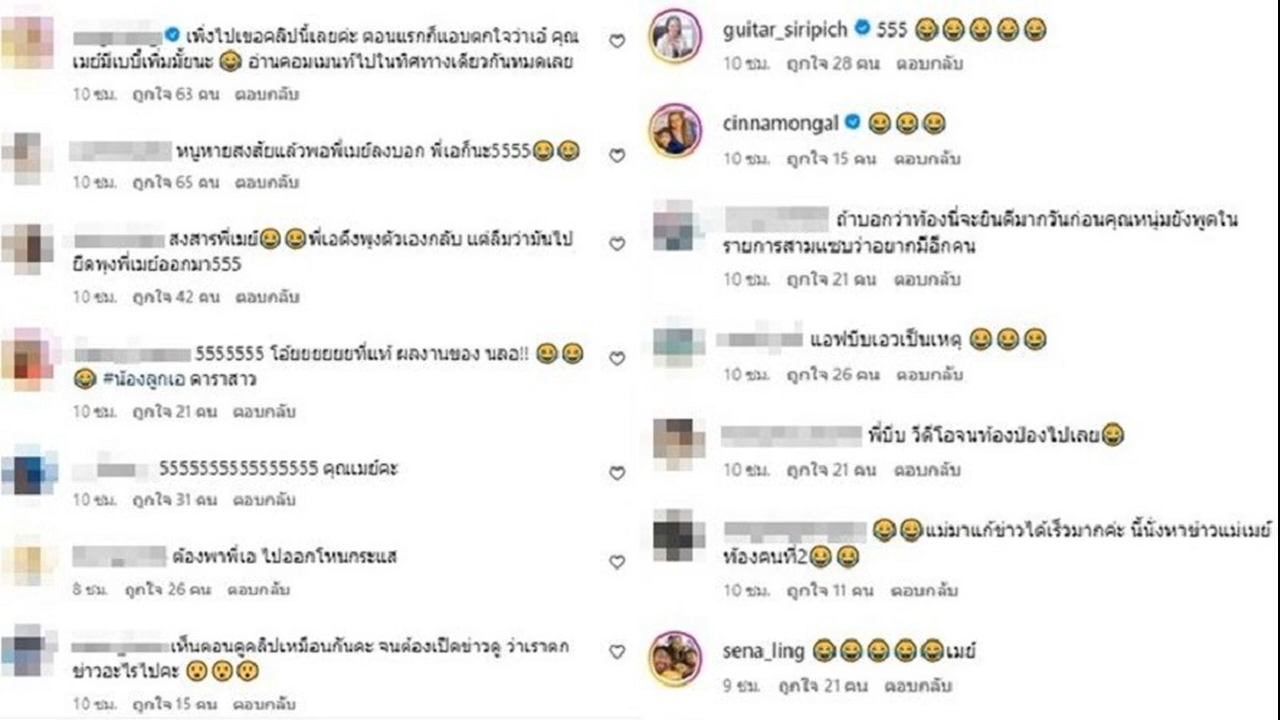 เพิ่งไปเจอคลิปนี้เลยค่ะ ตอนแรกก็แอบตกใจว่าเอ๋ คุณ
เมย์มีเบบี้เพิ่มมั้ยนะ 😂 อ่านคอมเมนท์ไปในทิศทางเดียวกันหมดเลย
10 ชม. ถูกใจ 63 คน ตอบกลับ
หนูหายสงสัยแล้วพอพี่เมย์ลงบอก พี่เอก็นะ5555😂😂
10 ชม. ถูกใจ 65 คน ตอบกลับ
สงสารพี่เมย์😂😂พี่เอดึงพุงตัวเองกลับ แต่ลืมว่ามันไป
ยืดพุงพี่เมย์ออกมา555
10 ชม. ถูกใจ 42 คน ตอบกลับ
5555555 โอ้ยยยยยยที่แท้ ผลงานของ นลอ!! 😂😂
😂 #น้องลูกเอ ดาราสาว
10 ชม. ถูกใจ 21 คน ตอบกลับ
5555555555555555 คุณเมย์คะ
10 ชม. ถูกใจ 31 คน ตอบกลับ
ต้องพาพี่เอ ไปออกโหนกระแส
8 ชม. ถูกใจ 26 คน ตอบกลับ
เห็นตอนดูคลิปเหมือนกันคะ จนต้องเปิดข่าวดู ว่าเราตก
ข่าวอะไรไปคะ 😮😮😮
10 ชม. ถูกใจ 15 คน ตอบกลับ
guitar_siripich 555 😂😂😂😂😂
10 ชม. ถูกใจ 28 คน ตอบกลับ
cinnamongal 😂😂😂
10 ชม. ถูกใจ 15 คน ตอบกลับ
ถ้าบอกว่าท้องนี่จะยินดีมากวันก่อนคุณหนุ่มยังพูดใน
รายการสามแซบว่าอยากมีอีกคน
10 ชม. ถูกใจ 21 คน ตอบกลับ
แอฟบีบเอวเป็นเหตุ 😂😂😂
10 ชม. ถูกใจ 26 คน ตอบกลับ
พี่บีบ วีดีโอจนท้องป่องไปเลย😂
10 ชม. ถูกใจ 21 คน ตอบกลับ
😂😂แม่มาแก้ข่าวได้เร็วมากค่ะ นี้นั่งหาข่าวแม่เมย์
ท้องคนที่2😂😂
10 ชม. ถูกใจ 11 คน ตอบกลับ
sena_ling 😂😂😂😂😂เมย์
9 ชม. ถูกใจ 21 คน ตอบกลับ